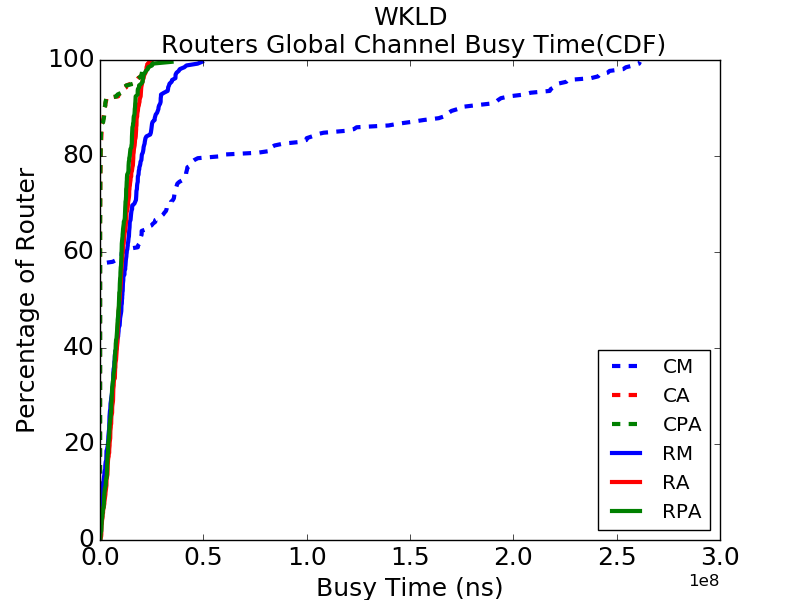 WKLD
Routers Global Channel Busy Time(CDF)
100
80
60
40
20
0
Percentage of Router
0.0 0.5 1.0 1.5 2.0 2.5 3.0
1e8
Busy Time (ns)
CM
CA
CPA
RM
RA
RPA